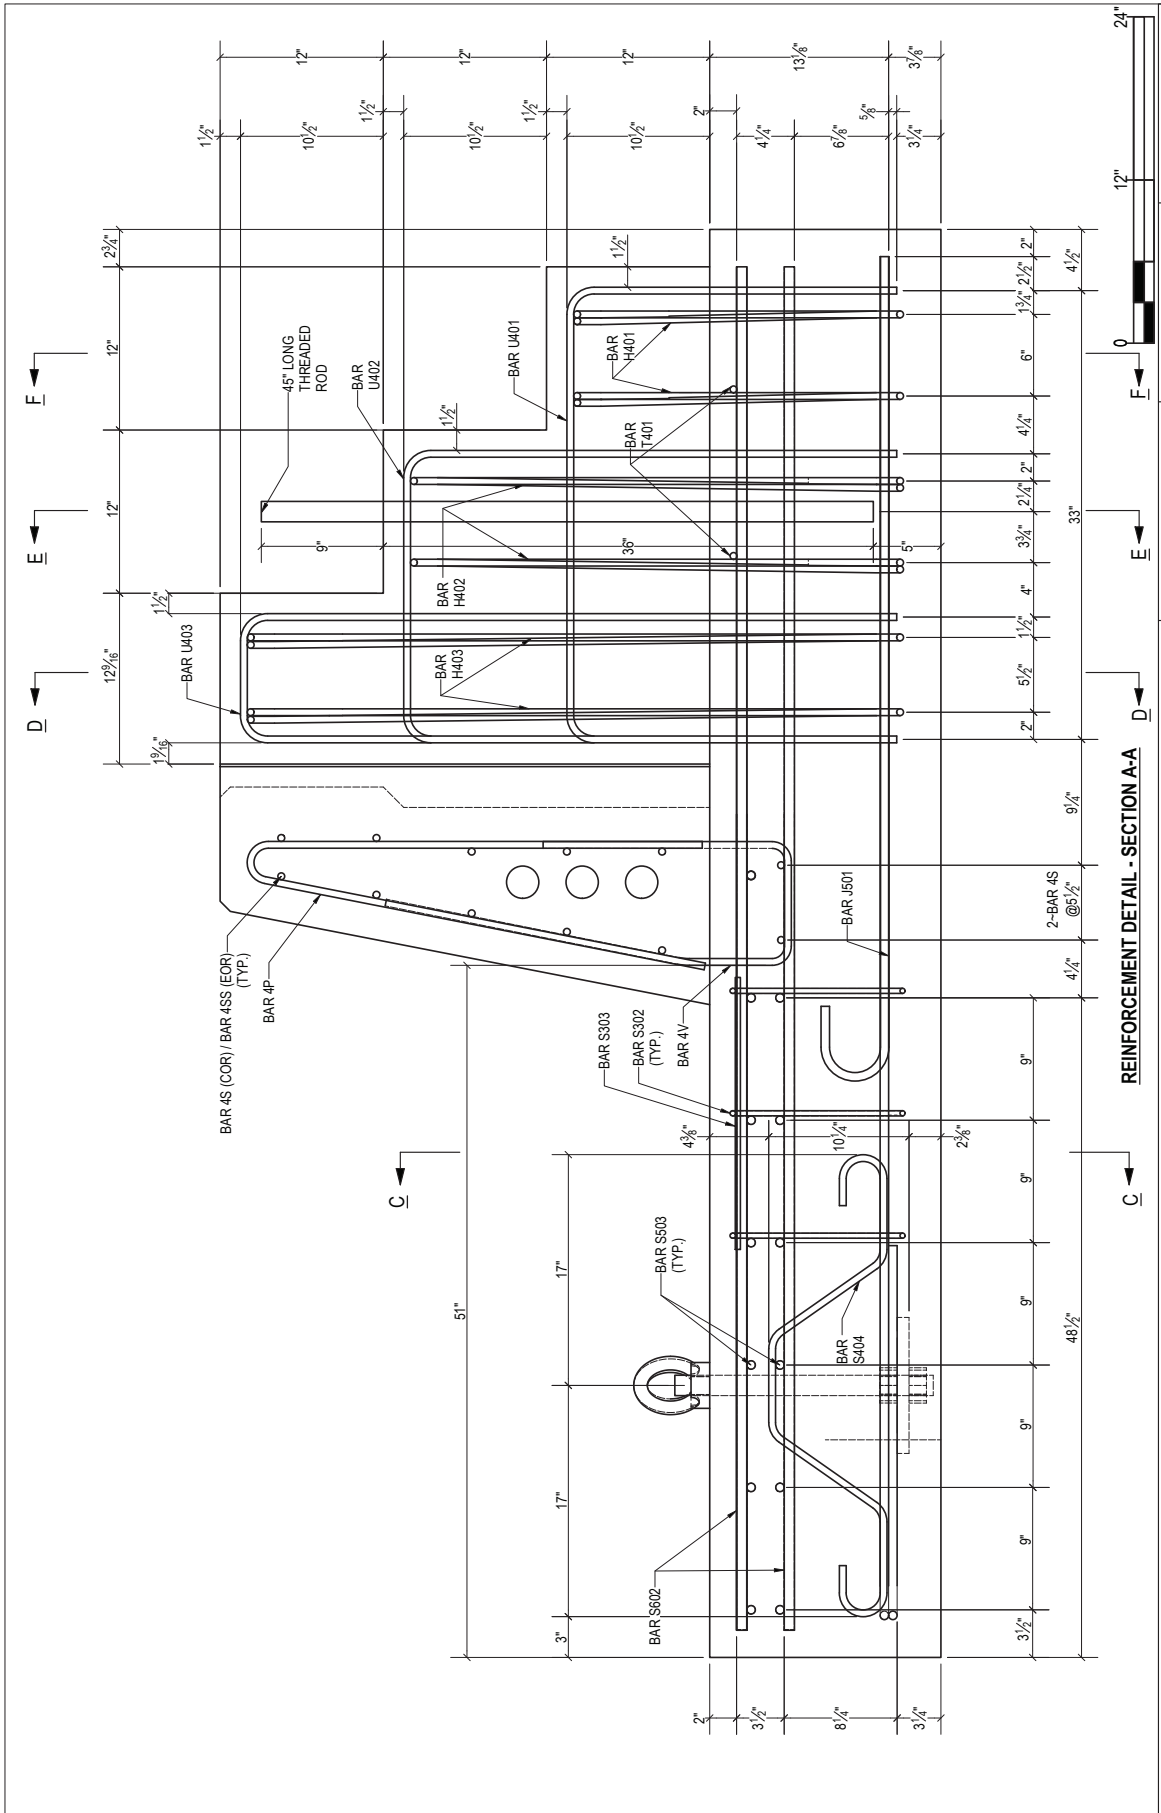 12"
12"
12"
13⅛"
3⅞"
1½"
10½"
1½"
10½"
1½"
10½"
2"
4¼"
6⅞"
⅝"
3¼"
24"
12"
0
2¾"
12"
12"
12 9/16"
1½"
1½"
1½"
1 9/16"
F
E
D
F
E
D
C
C
45" LONG
THREADED
ROD
BAR
U402
BAR U401
BAR
H401
BAR
T401
BAR
H402
BAR
H403
BAR U403
9"
36"
5"
2"
2½"
1¾"
6"
4¼"
2"
2¼"
3¾"
4"
1½"
5½"
2"
4½"
33"
9¼"
2~BAR 4S
@5½"
4¼"
48½"
9"
9"
9"
9"
9"
3½"
BAR 4S (COR) / BAR 4SS (EOR)
(TYP.)
BAR 4P
BAR S303
BAR S302
(TYP.)
BAR 4V
BAR J501
4⅜"
10¼"
2⅜"
BAR S503
(TYP.)
BAR
S404
BAR S602
51"
17"
17"
3"
2"
3½"
8¼"
3¼"
REINFORCEMENT DETAIL - SECTION A-A